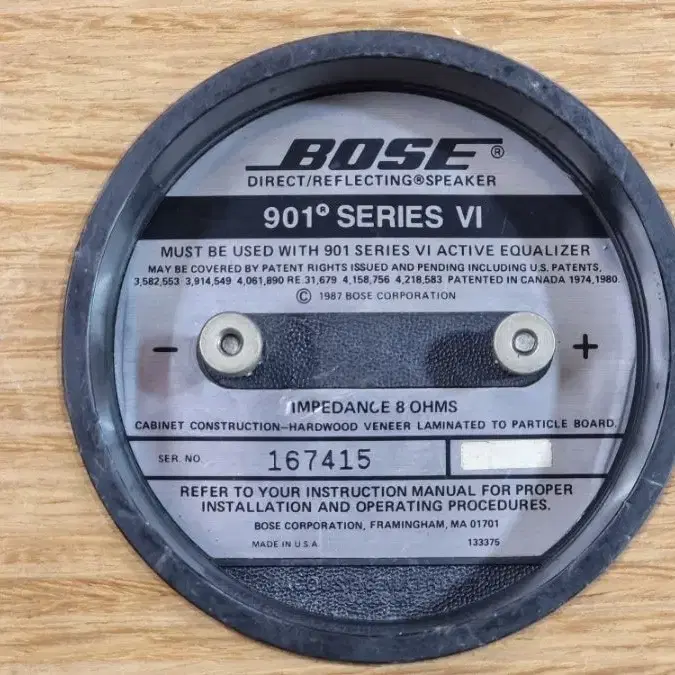 BOSE®
DIRECT/REFLECTING®SPEAKER
901® SERIES VI
MUST BE USED WITH 901 SERIES VI ACTIVE EQUALIZER
MAY BE COVERED BY PATENT RIGHTS ISSUED AND PENDING INCLUDING U.S. PATENTS,
3,582,553 3,914,549 4,061,890 RE.31,679 4,158,756 4,218,583 PATENTED IN CANADA 1974,1980.
© 1987 BOSE CORPORATION
- +
IMPEDANCE 8 OHMS
CABINET CONSTRUCTION—HARDWOOD VENEER LAMINATED TO PARTICLE BOARD.
SER. NO. 167415
REFER TO YOUR INSTRUCTION MANUAL FOR PROPER
INSTALLATION AND OPERATING PROCEDURES.
BOSE CORPORATION, FRAMINGHAM, MA 01701
MADE IN U.S.A. 133375